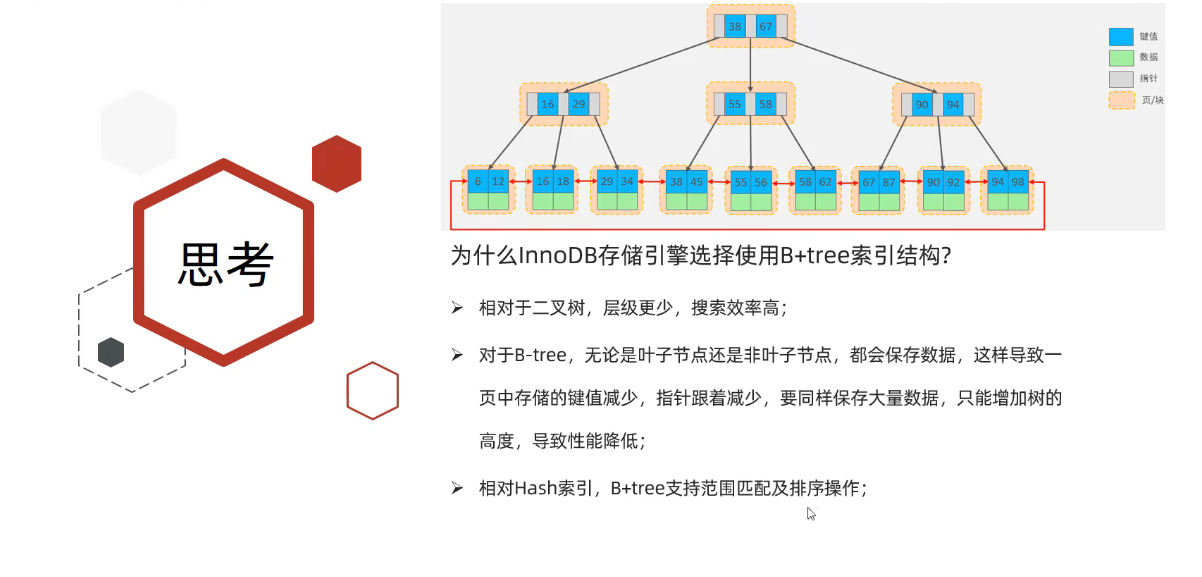 38 67
键值
数据
指针
页/块
16 29
55 58
90 94
6 12
16 18
29 34
38 45
55 56
58 62
67 87
90 92
94 98
思考
为什么InnoDB存储引擎选择使用B+tree索引结构?
相对于二叉树，层级更少，搜索效率高；
对于B-tree，无论是叶子节点还是非叶子节点，都会保存数据，这样导致一
页中存储的键值减少，指针跟着减少，要同样保存大量数据，只能增加树的
高度，导致性能降低；
相对Hash索引，B+tree支持范围匹配及排序操作；